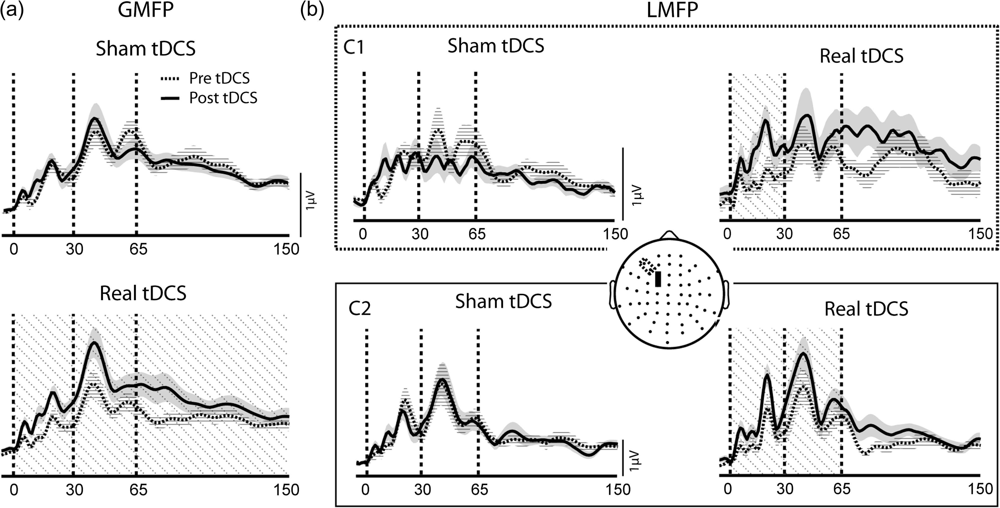 (a) GMFP
Sham tDCS
Pre tDCS
Post tDCS
1μV
0 30 65 150
Real tDCS
0 30 65 150
(b) LMFP
C1 Sham tDCS
1μV
0 30 65 150
Real tDCS
0 30 65 150
C2 Sham tDCS
1μV
0 30 65 150
Real tDCS
0 30 65 150